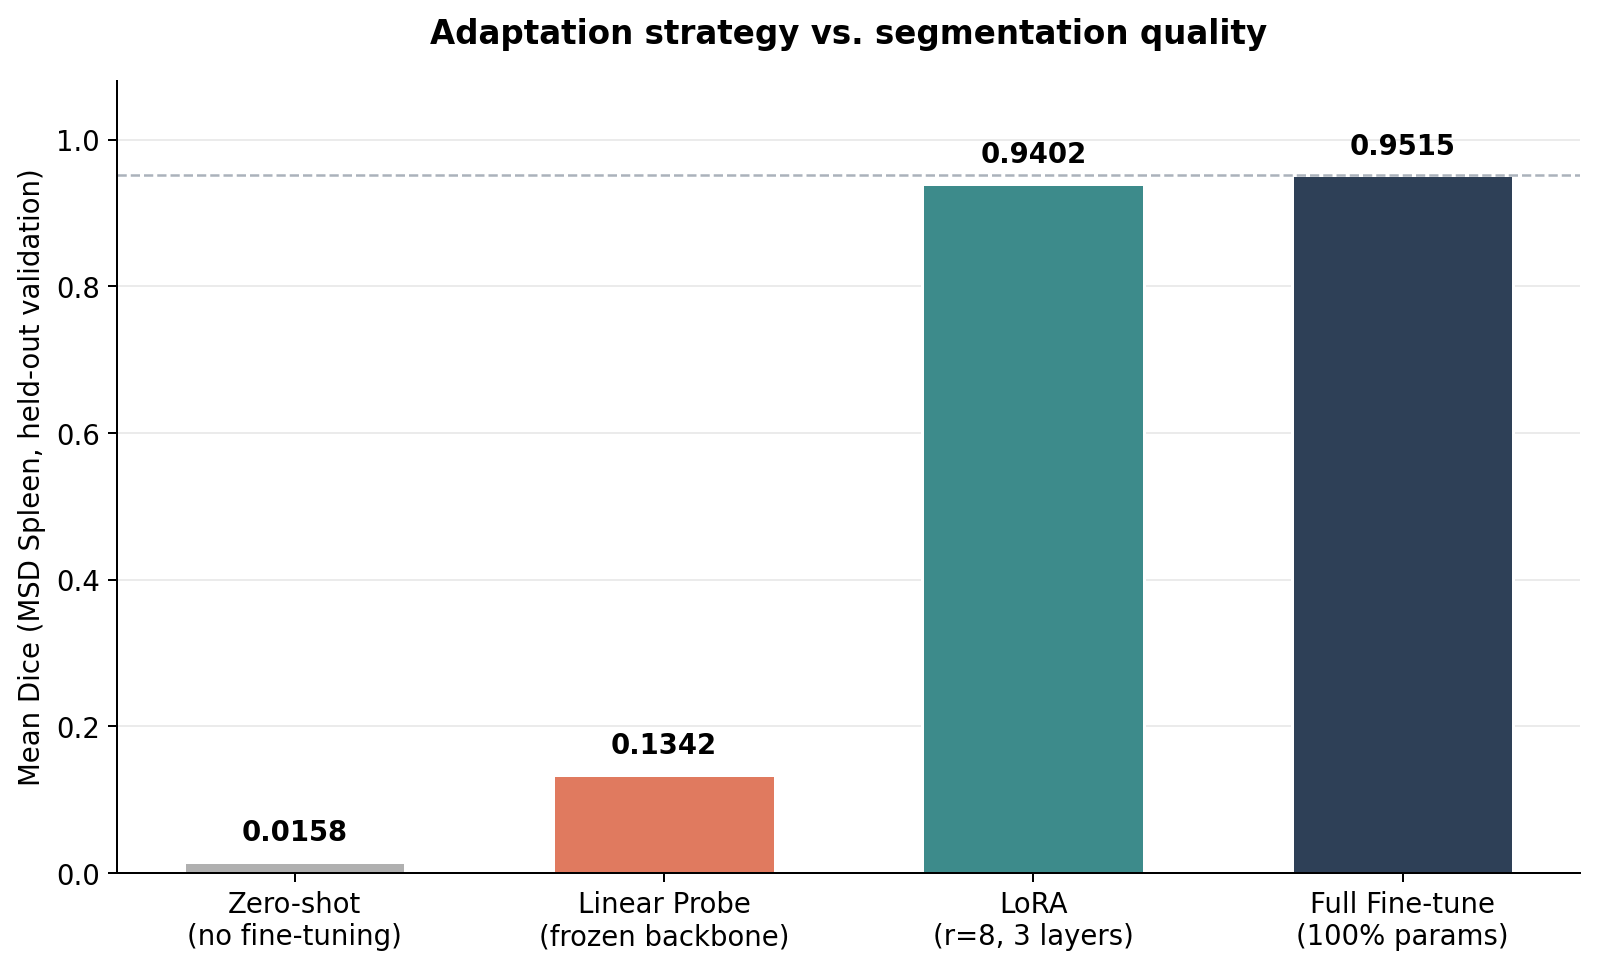 Adaptation strategy vs. segmentation quality
Mean Dice (MSD Spleen, held-out validation)
1.0
0.8
0.6
0.4
0.2
0.0
0.0158
0.1342
0.9402
0.9515
Zero-shot
(no fine-tuning)
Linear Probe
(frozen backbone)
LoRA
(r=8, 3 layers)
Full Fine-tune
(100% params)